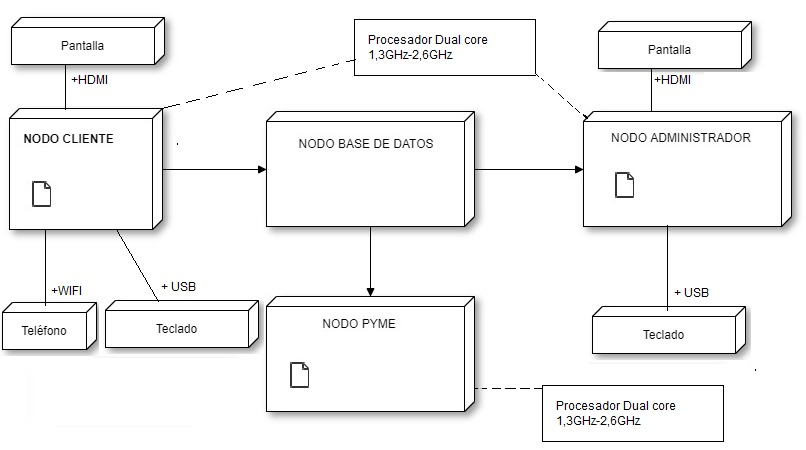 Pantalla
Procesador Dual core
1,3GHz-2,6GHz
Pantalla
+HDMI
+HDMI
NODO CLIENTE
NODO BASE DE DATOS
NODO ADMINISTRADOR
+WIFI
+ USB
+ USB
Teléfono
Teclado
NODO PYME
Teclado
Procesador Dual core
1,3GHz-2,6GHz